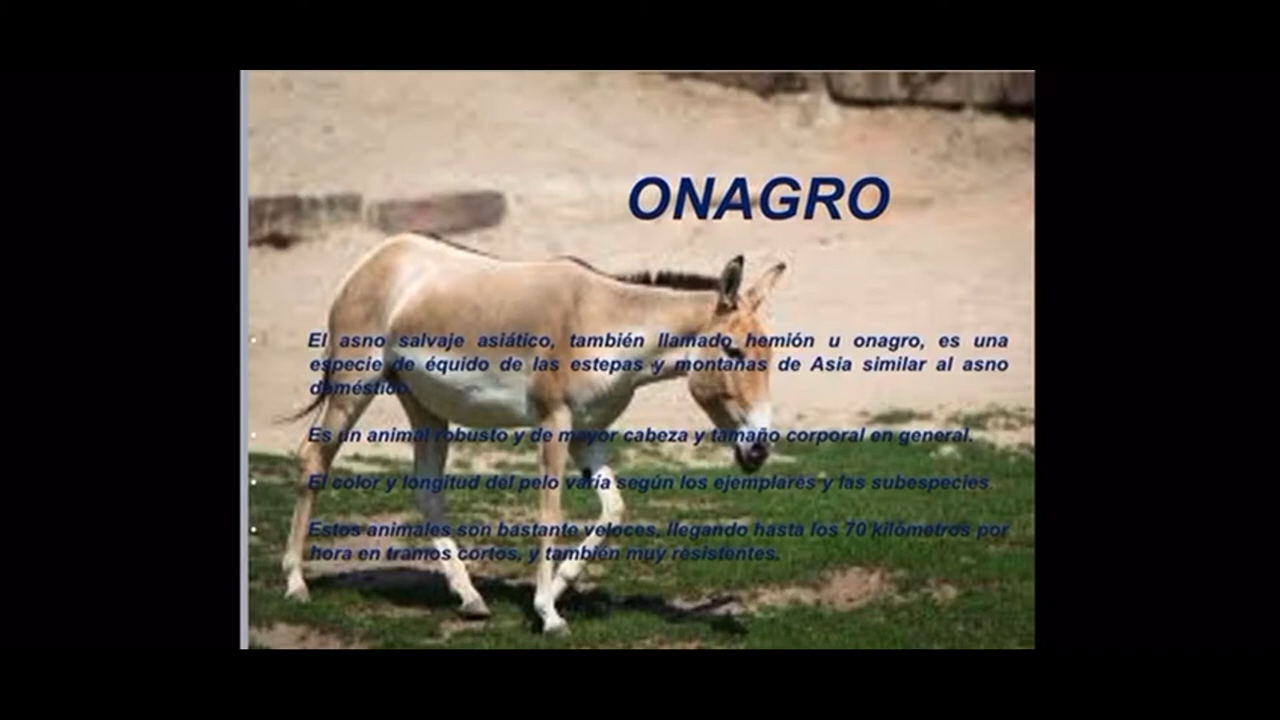 ONAGRO
El asno salvaje asiático, también llamado hemión u onagro, es una
especie de équido de las estepas y montañas de Asia similar al asno
doméstico.
Es un animal robusto y de mayor cabeza y tamaño corporal en general.
El color y longitud del pelo varía según los ejemplares y las subespecies.
Estos animales son bastante veloces, llegando hasta los 70 kilómetros por
hora en tramos cortos, y también muy resistentes.